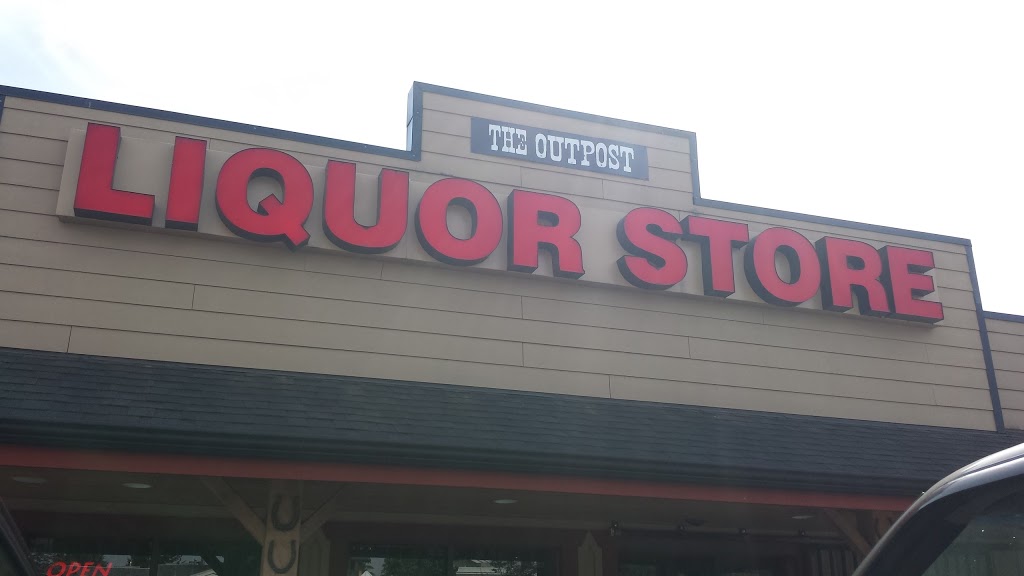 THE OUTPOST
LIQUOR STORE
OPEN